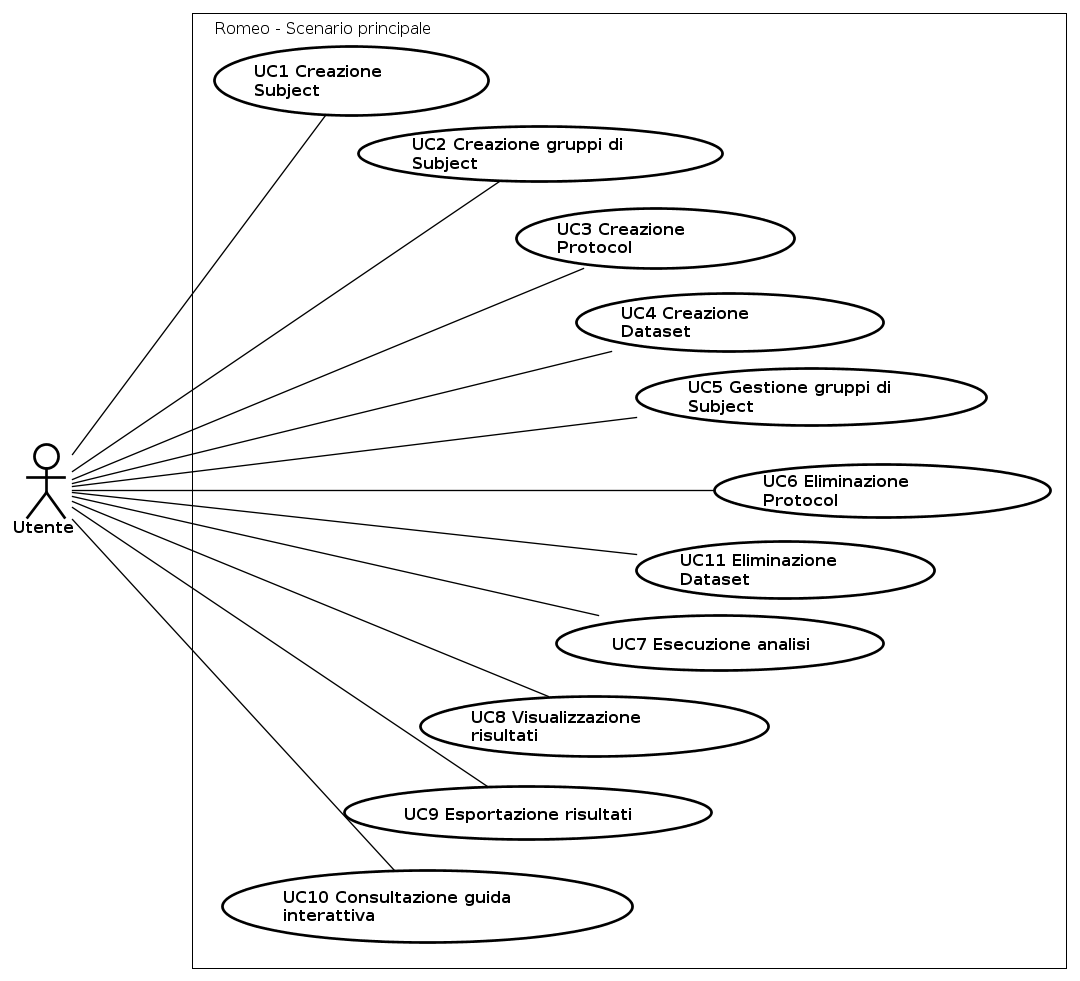 Romeo - Scenario principale
UC1 Creazione
Subject
UC2 Creazione gruppi di
Subject
UC3 Creazione
Protocol
UC4 Creazione
Dataset
UC5 Gestione gruppi di
Subject
UC6 Eliminazione
Protocol
Utente
UC11 Eliminazione
Dataset
UC7 Esecuzione analisi
UC8 Visualizzazione
risultati
UC9 Esportazione risultati
UC10 Consultazione guida
interattiva